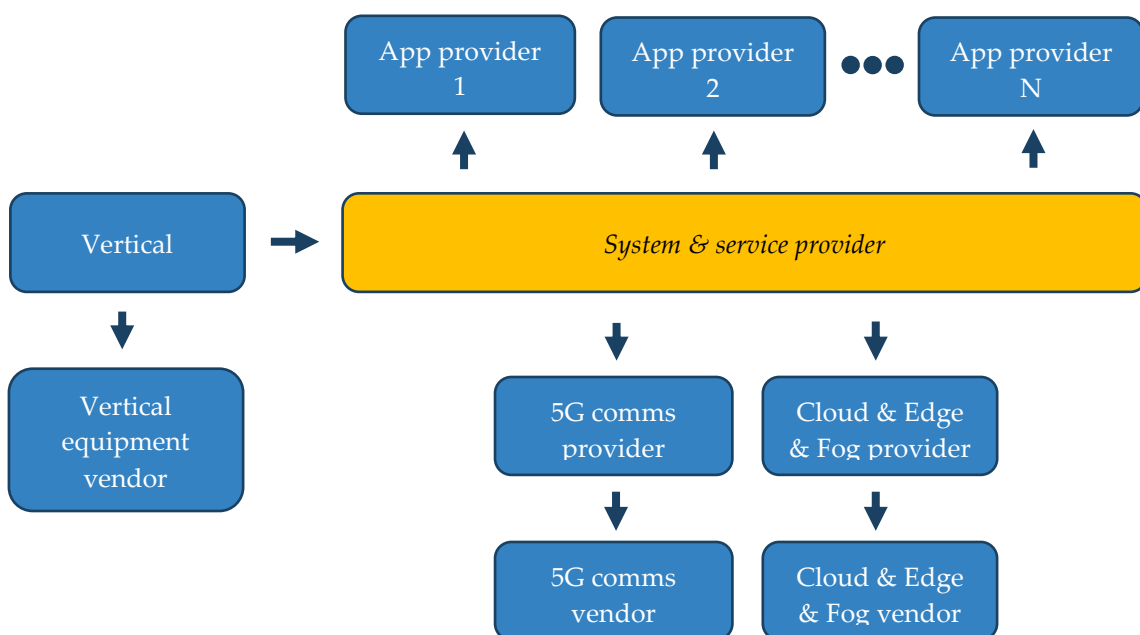 App provider
1
App provider
2
App provider
N
Vertical
System & service provider
Vertical
equipment
vendor
5G comms
provider
Cloud & Edge
& Fog provider
5G comms
vendor
Cloud & Edge
& Fog vendor